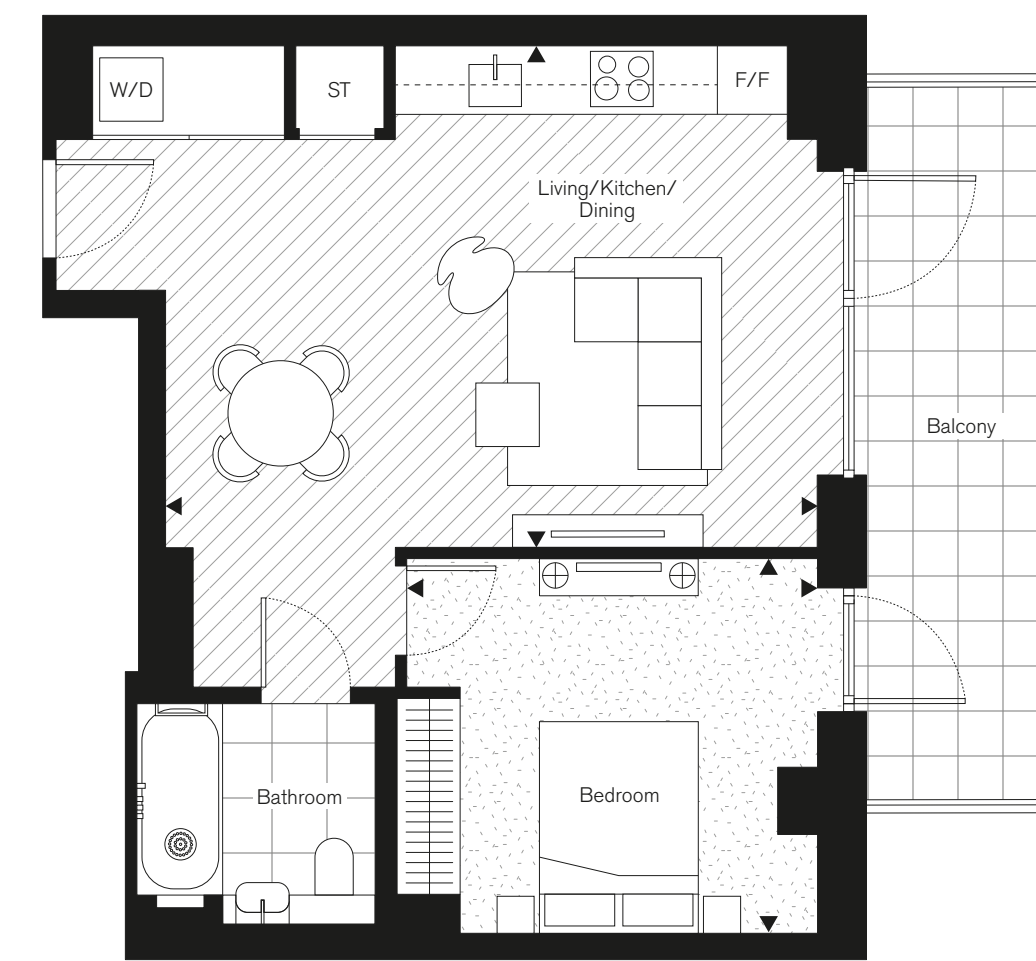 W/D
ST
F/F
Living/Kitchen/
Dining
Balcony
Bathroom
Bedroom